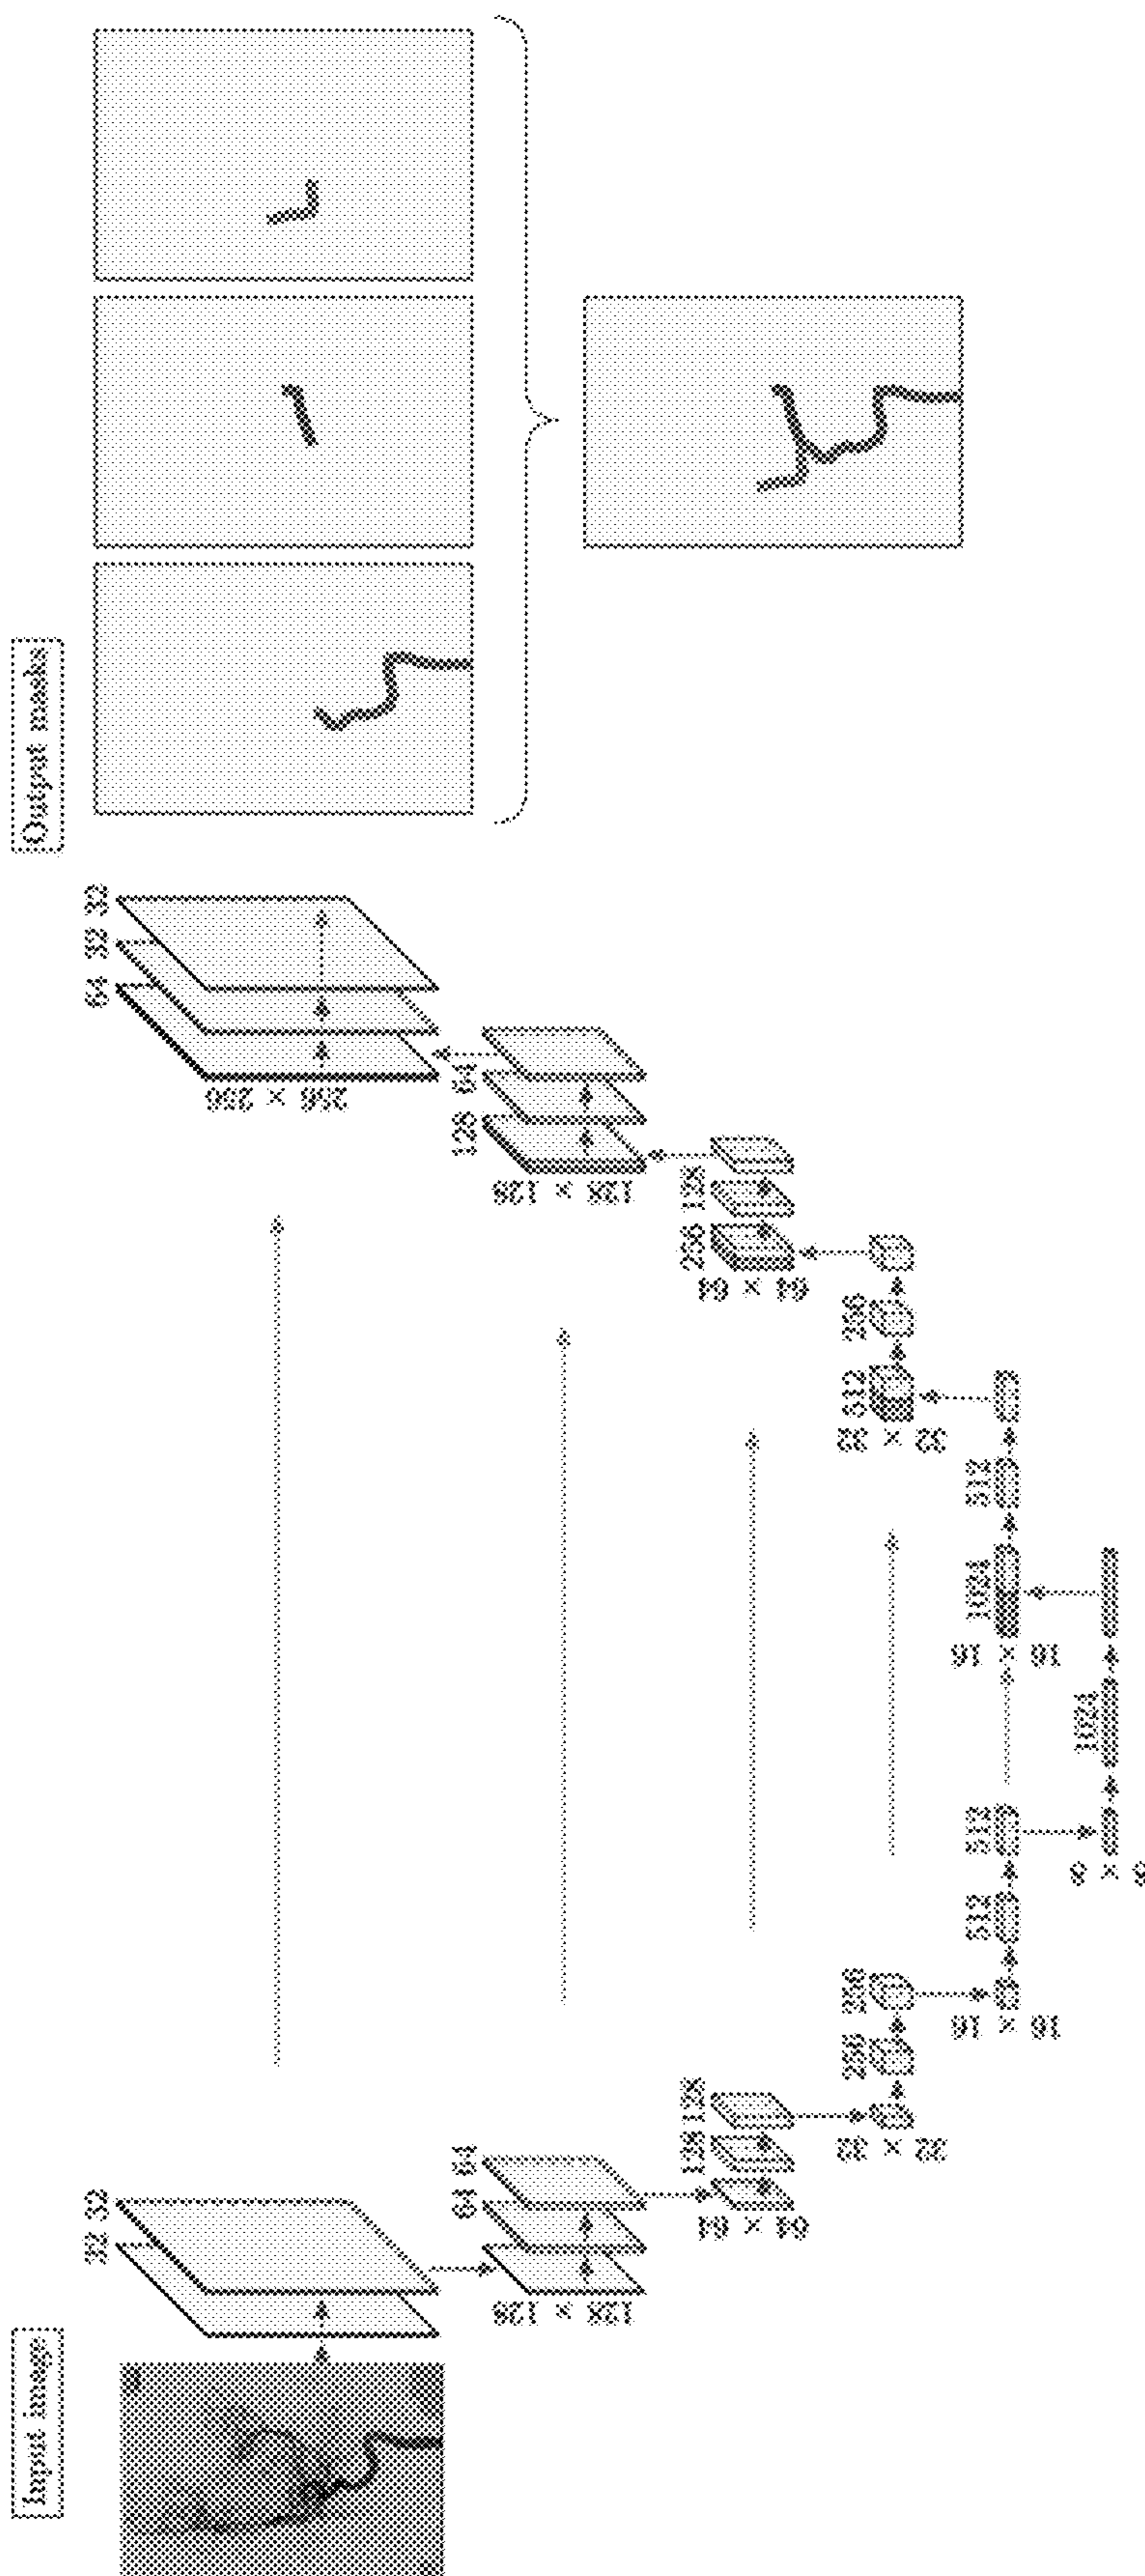 Input image
32 32
128 × 128
64 64
64 × 64
128 128
32 × 32
256 256
16 × 16
512 512
8 × 8
1024
16 × 16
1024 512
32 × 32
512 256
64 × 64
256 128
128 × 128
128 64
256 × 256
64 32 32
Output masks